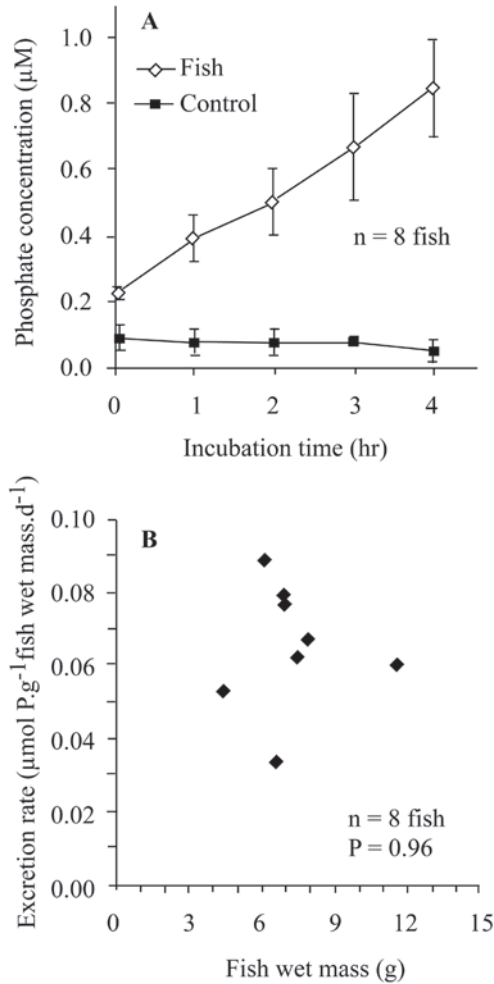 A
Phosphate concentration (μM)
1.0
0.8
0.6
0.4
0.2
0.0
Fish
Control
n = 8 fish
0 1 2 3 4
Incubation time (hr)
B
Excretion rate (μmol P.g⁻¹fish wet mass.d⁻¹)
0.10
0.08
0.06
0.04
0.02
0.00
n = 8 fish
P = 0.96
0 3 6 9 12 15
Fish wet mass (g)